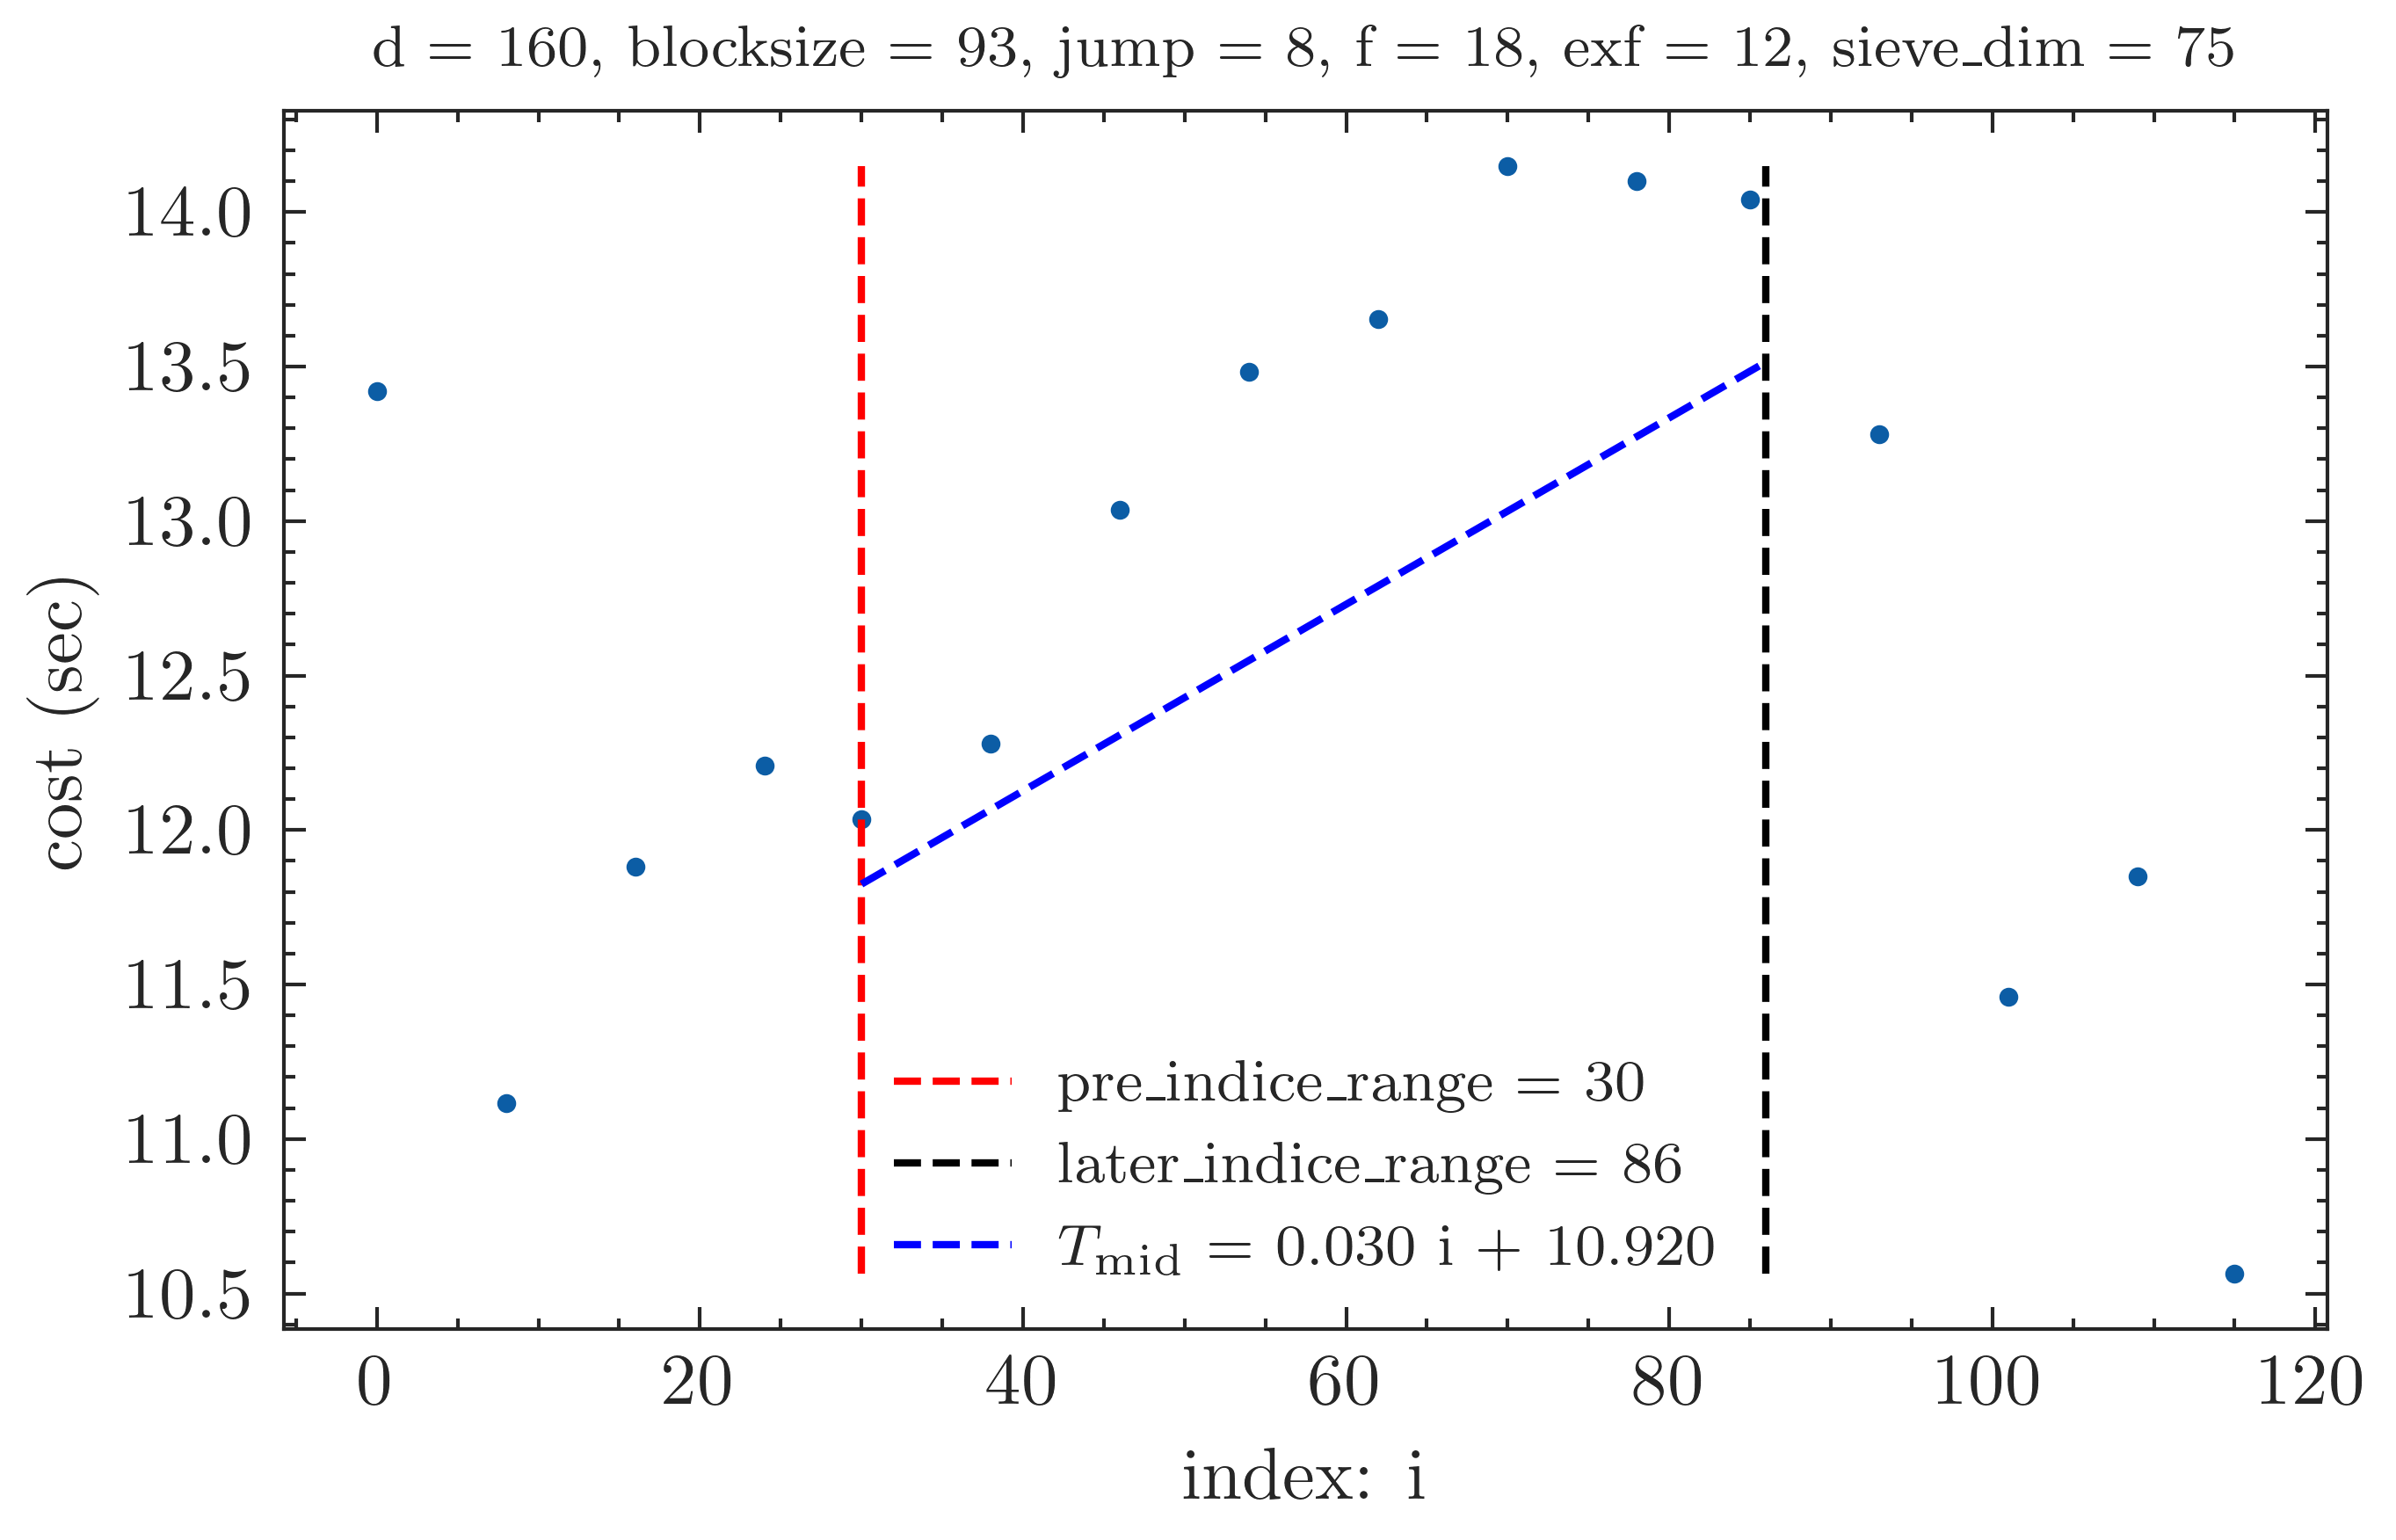 d = 160, blocksize = 93, jump = 8, f = 18, exf = 12, sieve_dim = 75
14.0
13.5
13.0
12.5
12.0
11.5
11.0
10.5
cost (sec)
pre_indice_range = 30
later_indice_range = 86
T_mid = 0.030 i + 10.920
0 20 40 60 80 100 120
index: i